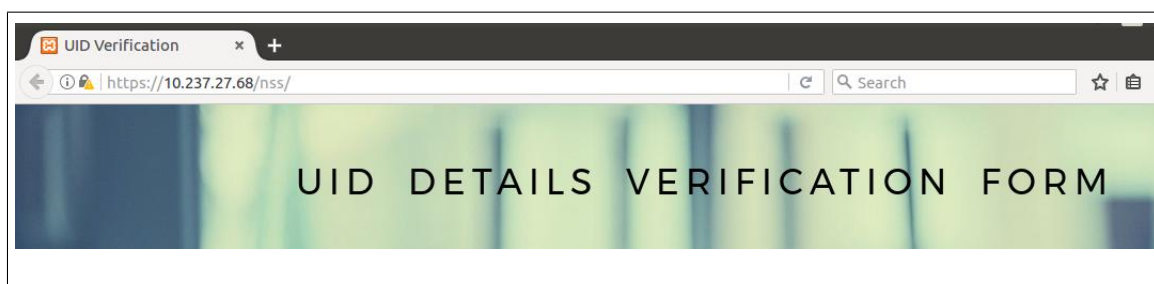 UID Verification
https://10.237.27.68/nss/
Search
UID DETAILS VERIFICATION FORM